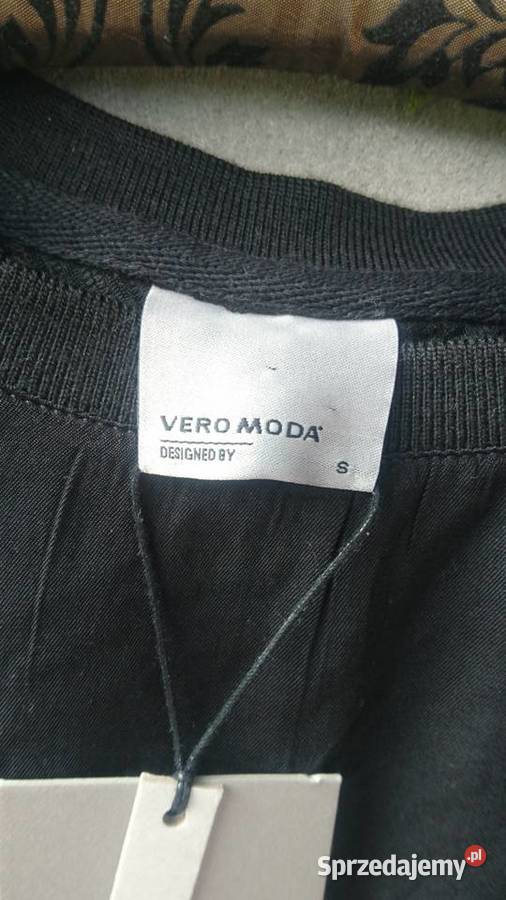 VERO MODA
DESIGNED BY
S
Sprzedajemy.pl